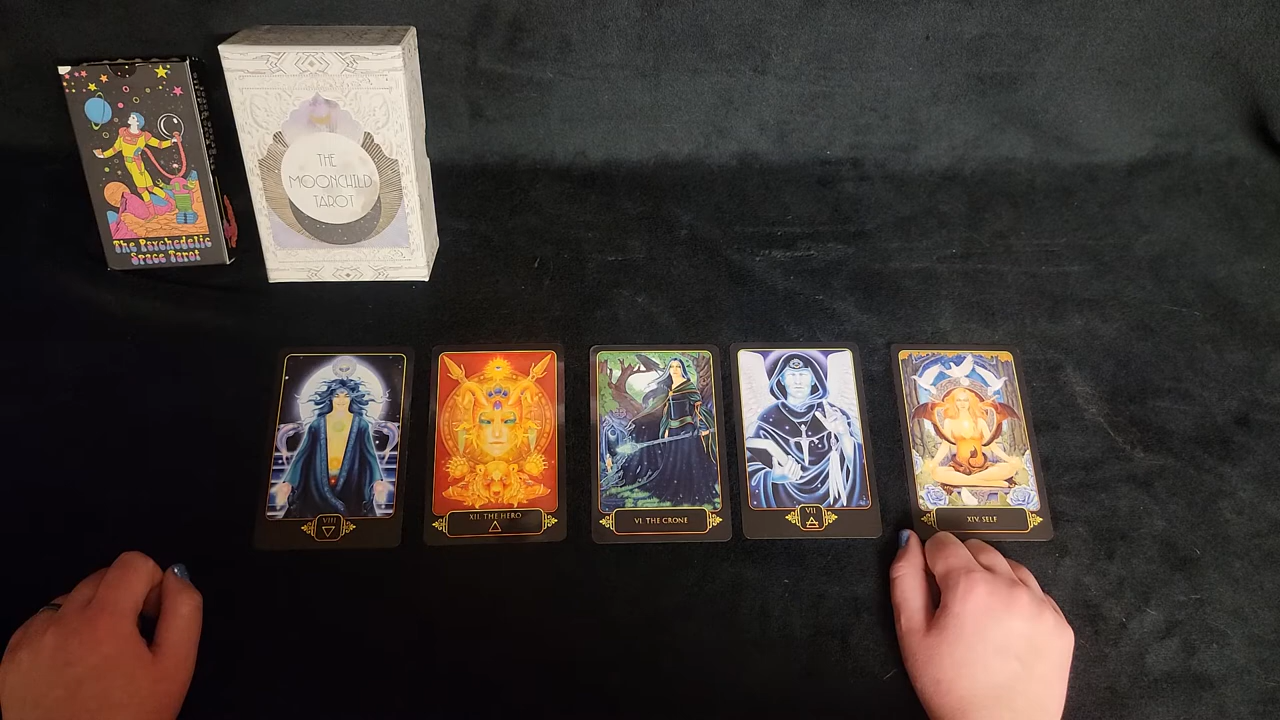 The Psychedelic
Space Tarot
THE
MOONCHILD
TAROT
VIII
XII. THE HERO
VI. THE CRONE
VII
XIV. SELF